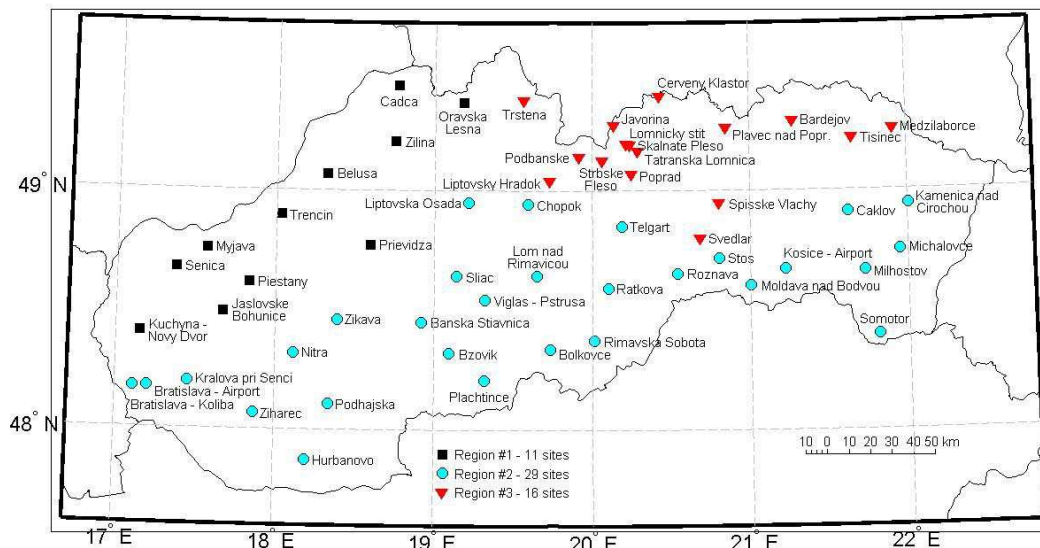 Cerveny Klastor
Cadca
Oravska
Lesna
Trstena
Javorina
Lomnicky stit
Skalnate Pleso
Plavec nad Popr.
Bardejov
Medzilaborce
Tisinec
Zilina
Podbanske
Tatranska Lomnica
Strbske
Fleso
Poprad
49° N
Belusa
Liptovsky Hradok
Liptovska Osada
Chopok
Spisske Vlachy
Caklov
Kamenica nad
Cirochou
Trencin
Telgart
Svedlar
Myjava
Prievidza
Lom nad
Rimavicou
Kosice - Airport
Michalovce
Stos
Senica
Sliac
Roznava
Milhostov
Piestany
Ratkova
Moldava nad Bodvou
Jaslovske
Bohunice
Viglas - Pstrusa
Zikava
Banska Stiavnica
Somotor
Kuchyna -
Novy Dvor
Nitra
Bzovik
Bolkovce
Rimavska Sobota
Kralova pri Senci
Bratislava - Airport
Bratislava - Koliba
Plachtince
Ziharec
Podhajska
48° N
10 0 10 20 30 40 50 km
Hurbanovo
Region #1 - 11 sites
Region #2 - 29 sites
Region #3 - 16 sites
17° E
18° E
19° E
20° E
21° E
22° E